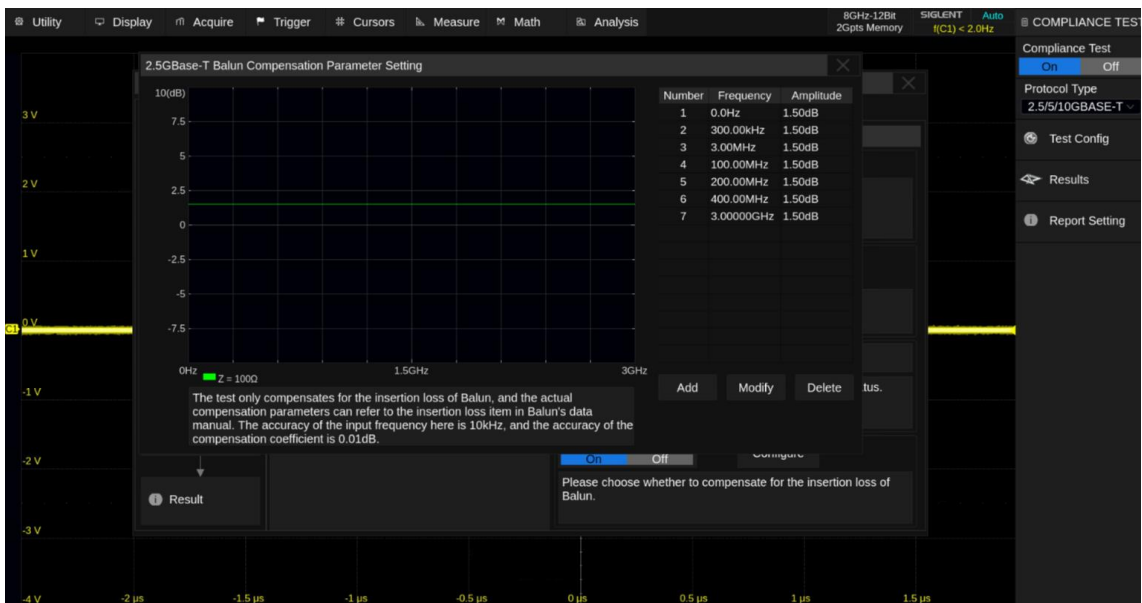 Utility
Display
Acquire
Trigger
Cursors
Measure
Math
Analysis
8GHz-12Bit
2Gpts Memory
SIGLENT
Auto
f(C1) < 2.0Hz
COMPLIANCE TEST
2.5GBase-T Balun Compensation Parameter Setting
10(dB)
7.5
5
2.5
0
-2.5
-5
-7.5
0Hz
1.5GHz
3GHz
Z = 100Ω
The test only compensates for the insertion loss of Balun, and the actual
compensation parameters can refer to the insertion loss item in Balun's data
manual. The accuracy of the input frequency here is 10kHz, and the accuracy of the
compensation coefficient is 0.01dB.
Number Frequency Amplitude
1 0.0Hz 1.50dB
2 300.00kHz 1.50dB
3 3.00MHz 1.50dB
4 100.00MHz 1.50dB
5 200.00MHz 1.50dB
6 400.00MHz 1.50dB
7 3.00000GHz 1.50dB
Add
Modify
Delete
tus.
On
Off
Configure
Please choose whether to compensate for the insertion loss of
Balun.
Result
Compliance Test
On
Off
Protocol Type
2.5/5/10GBASE-T
Test Config
Results
Report Setting
3 V
2 V
1 V
C1
0 V
-1 V
-2 V
-3 V
-4 V
-2 µs
-1.5 µs
-1 µs
-0.5 µs
0 µs
0.5 µs
1 µs
1.5 µs